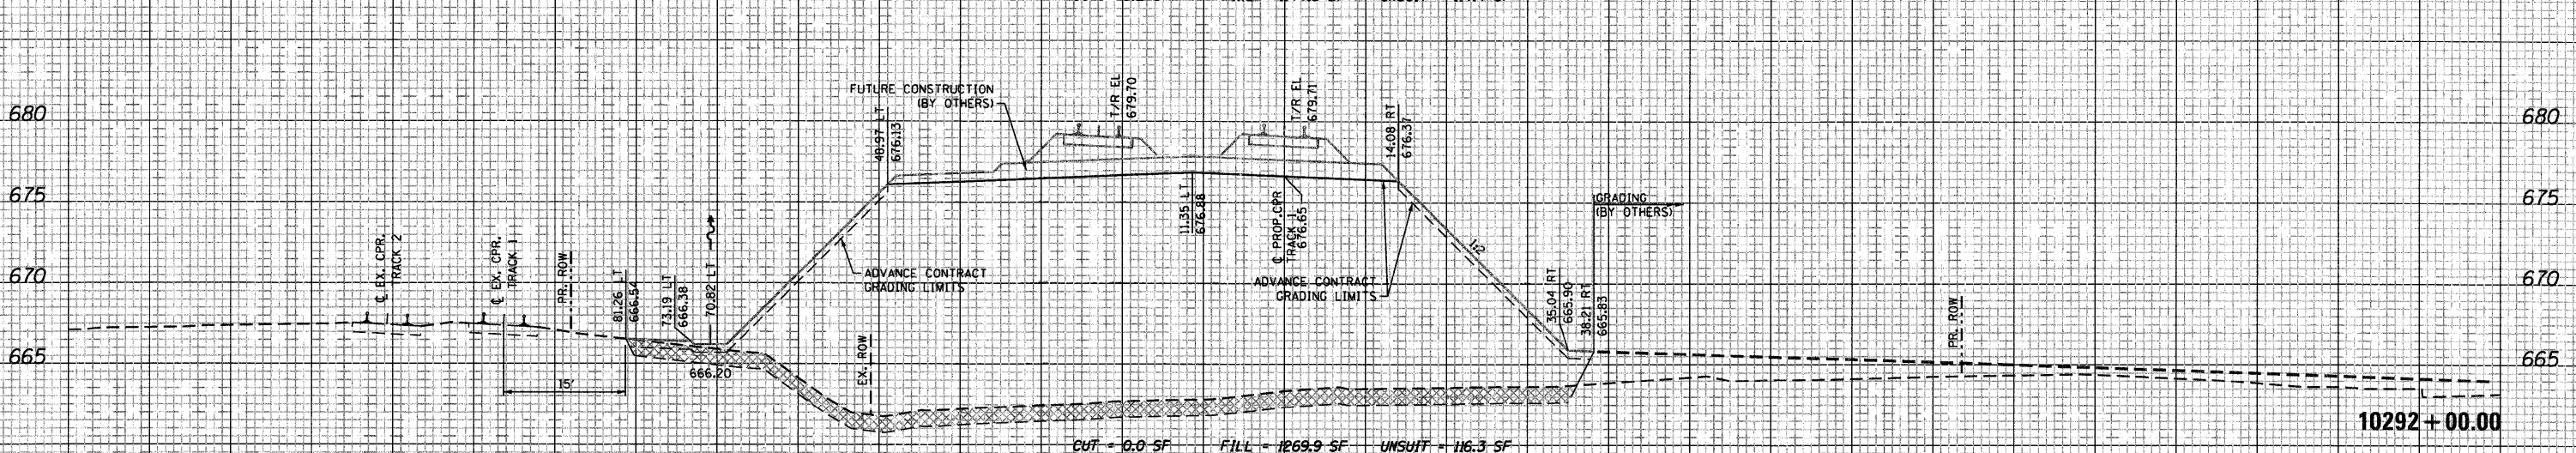 FUTURE CONSTRUCTION
(BY OTHERS)
T/R EL
679.70
T/R EL
679.71
680
680
48.97 LT
676.13
14.08 RT
676.37
675
675
11.35 LT
676.88
℄ PROP. CPR
TRACK 1
676.65
GRADING
(BY OTHERS)
1:2
℄ EX. CPR.
TRACK 2
℄ EX. CPR.
TRACK 1
PR. ROW
81.26 LT
666.54
73.19 LT
666.38
70.82 LT
ADVANCE CONTRACT
GRADING LIMITS
ADVANCE CONTRACT
GRADING LIMITS
670
670
35.04 RT
665.90
38.21 RT
665.83
PR. ROW
EX. ROW
665
665
666.20
15'
10292+00.00
CUT = 0.0 SF FILL = 1269.9 SF UNSUIT = 116.3 SF